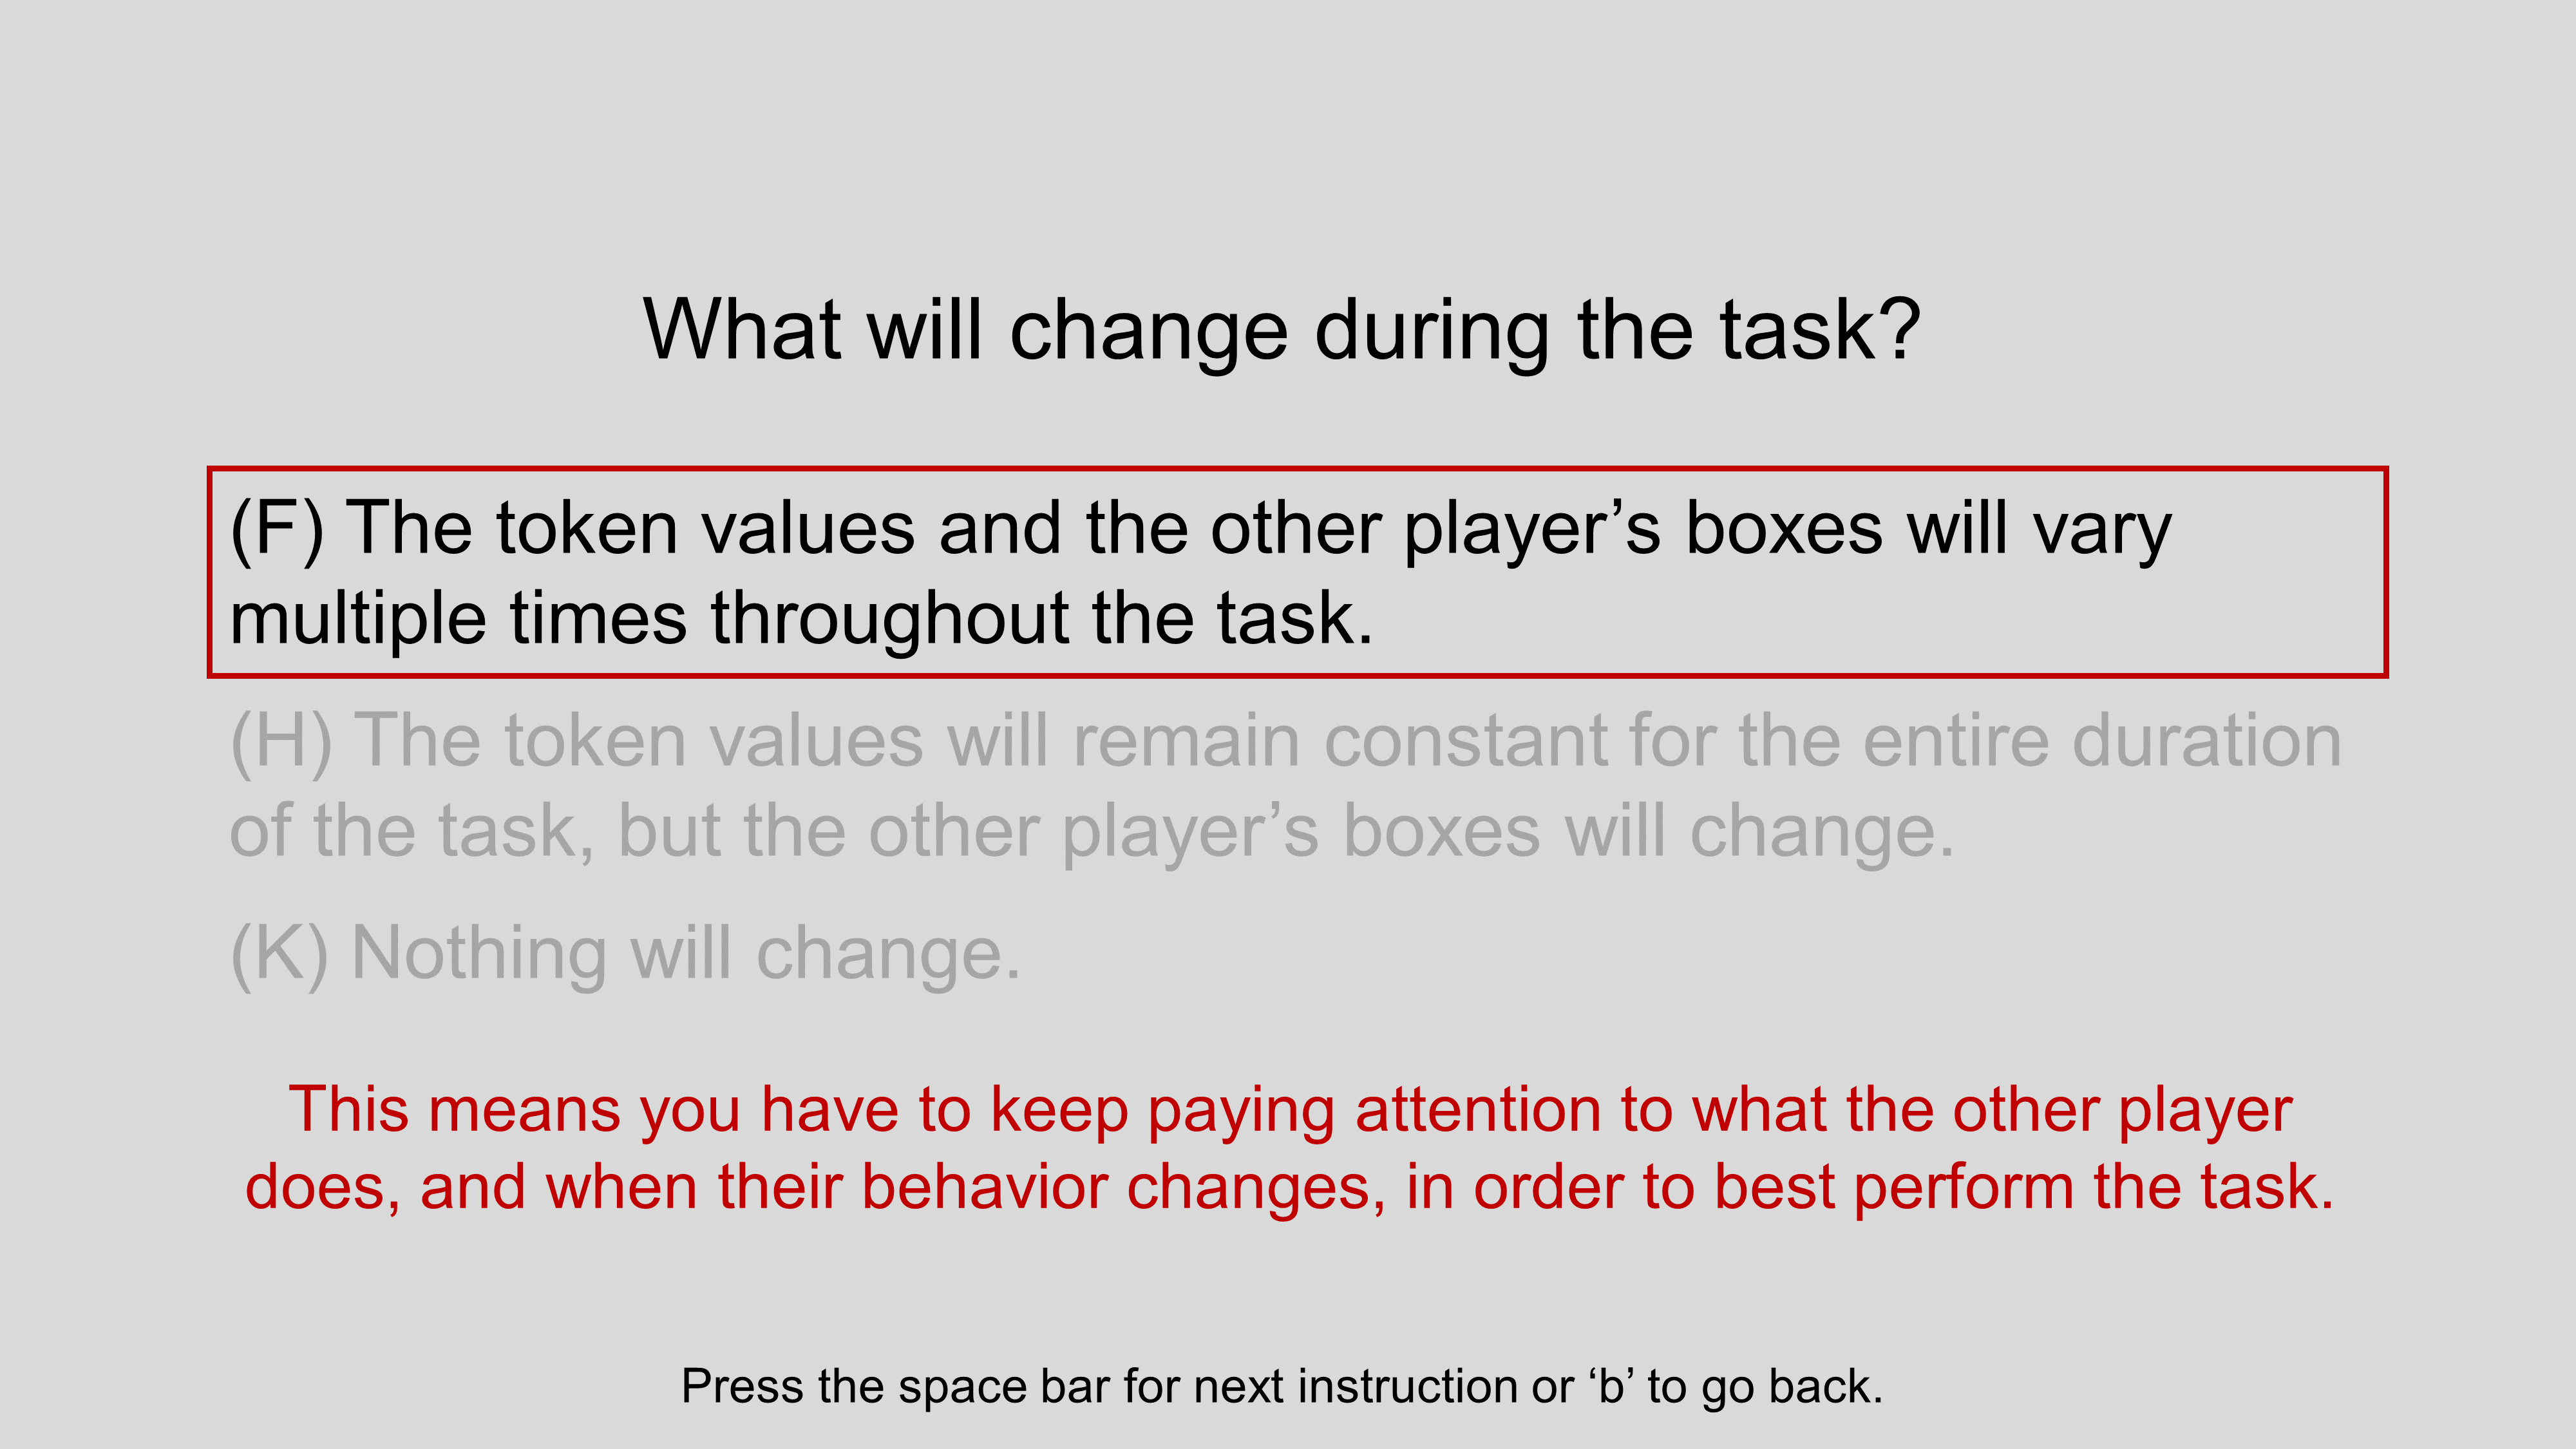 What will change during the task?
(F) The token values and the other player’s boxes will vary
multiple times throughout the task.
(H) The token values will remain constant for the entire duration
of the task, but the other player’s boxes will change.
(K) Nothing will change.
This means you have to keep paying attention to what the other player
does, and when their behavior changes, in order to best perform the task.
Press the space bar for next instruction or ‘b’ to go back.